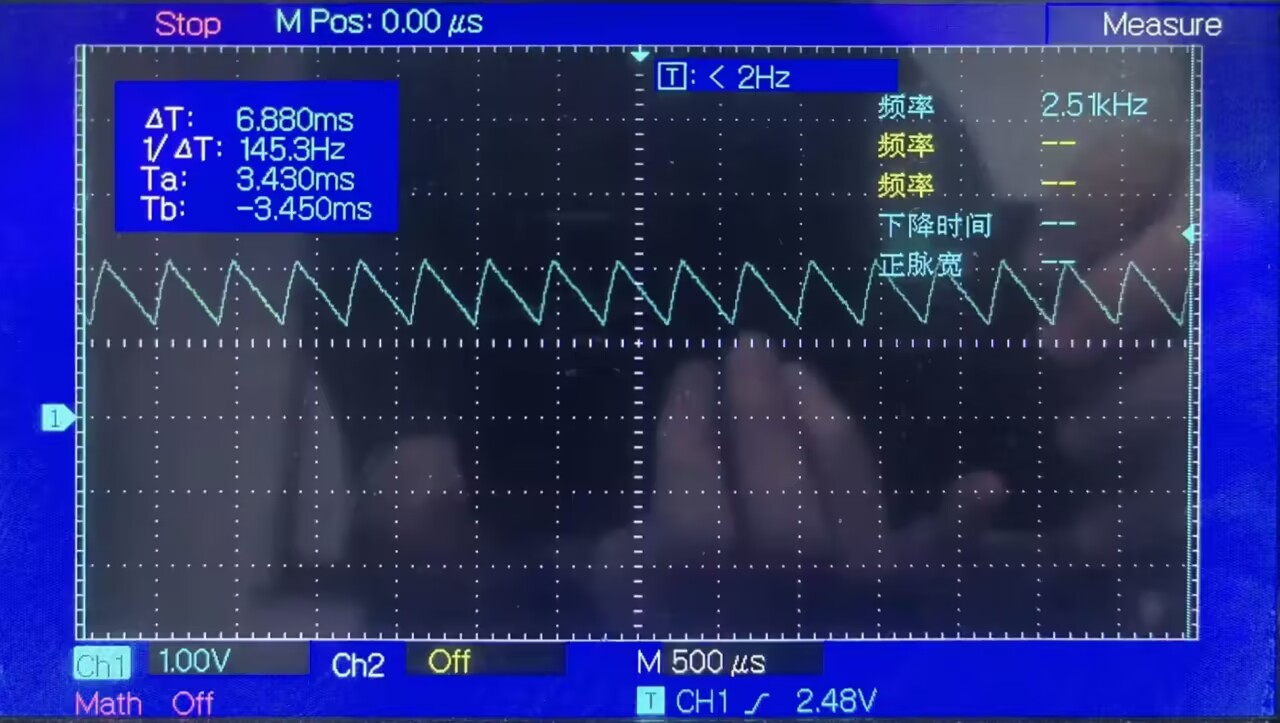 Stop M Pos: 0.00 μs Measure
T: < 2Hz
ΔT: 6.880ms
1/ΔT: 145.3Hz
Ta: 3.430ms
Tb: -3.450ms
频率 2.51kHz
频率 --
频率 --
下降时间 --
正脉宽 --
1
Ch1 1.00V Ch2 Off M 500 μs
Math Off T CH1 2.48V